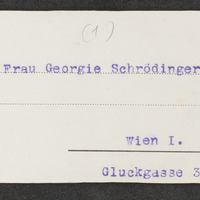 (1)
Frau Georgie Schrödinger
Wien I.
Gluckgasse 3